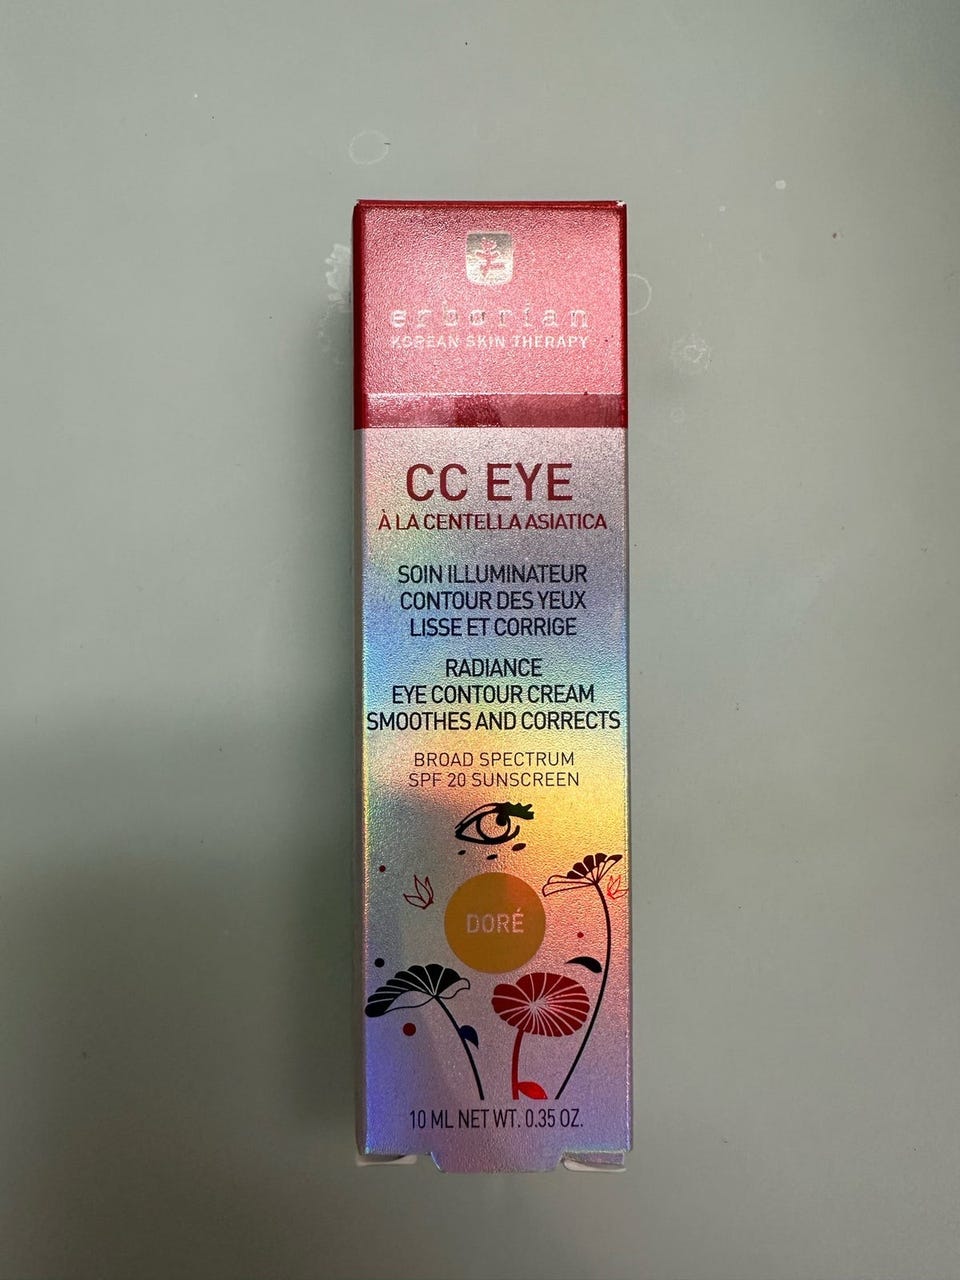 erborian
KOREAN SKIN THERAPY
CC EYE
À LA CENTELLA ASIATICA
SOIN ILLUMINATEUR
CONTOUR DES YEUX
LISSE ET CORRIGE
RADIANCE
EYE CONTOUR CREAM
SMOOTHES AND CORRECTS
BROAD SPECTRUM
SPF 20 SUNSCREEN
DORÉ
10 ML NET WT. 0.35 OZ.